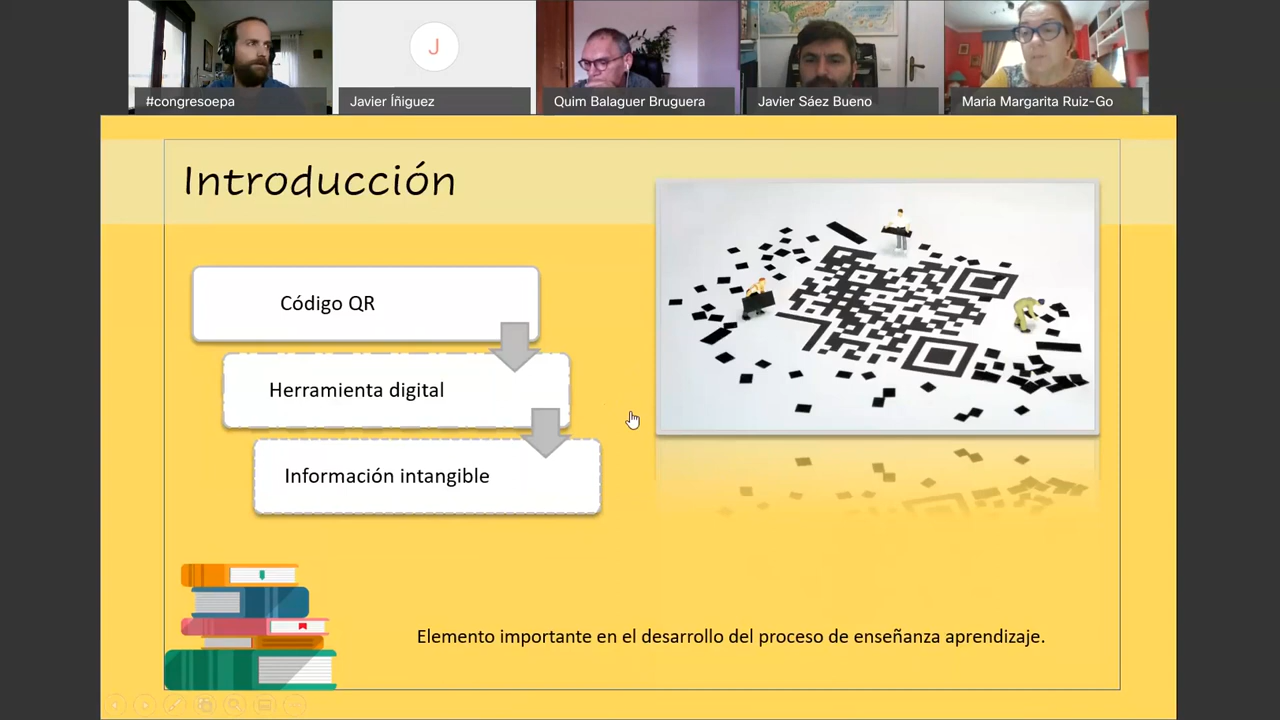 J
#congresoepa
Javier Íñiguez
Quim Balaguer Bruguera
Javier Sáez Bueno
Maria Margarita Ruiz-Go
Introducción
Código QR
Herramienta digital
Información intangible
Elemento importante en el desarrollo del proceso de enseñanza aprendizaje.